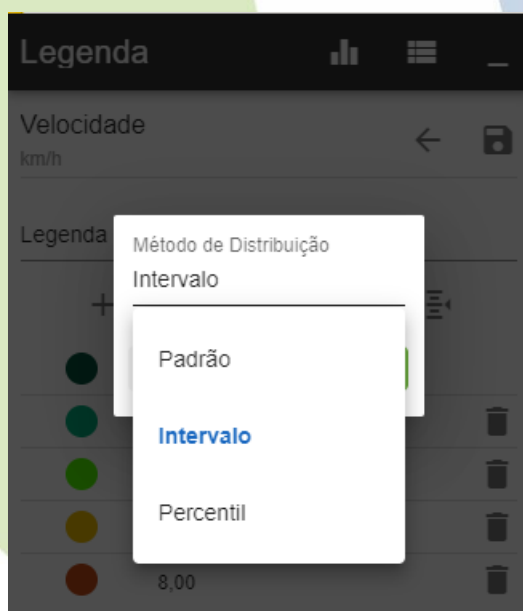 Legenda
Velocidade
km/h
Legenda
Método de Distribuição
Intervalo
Padrão
Intervalo
Percentil
8,00